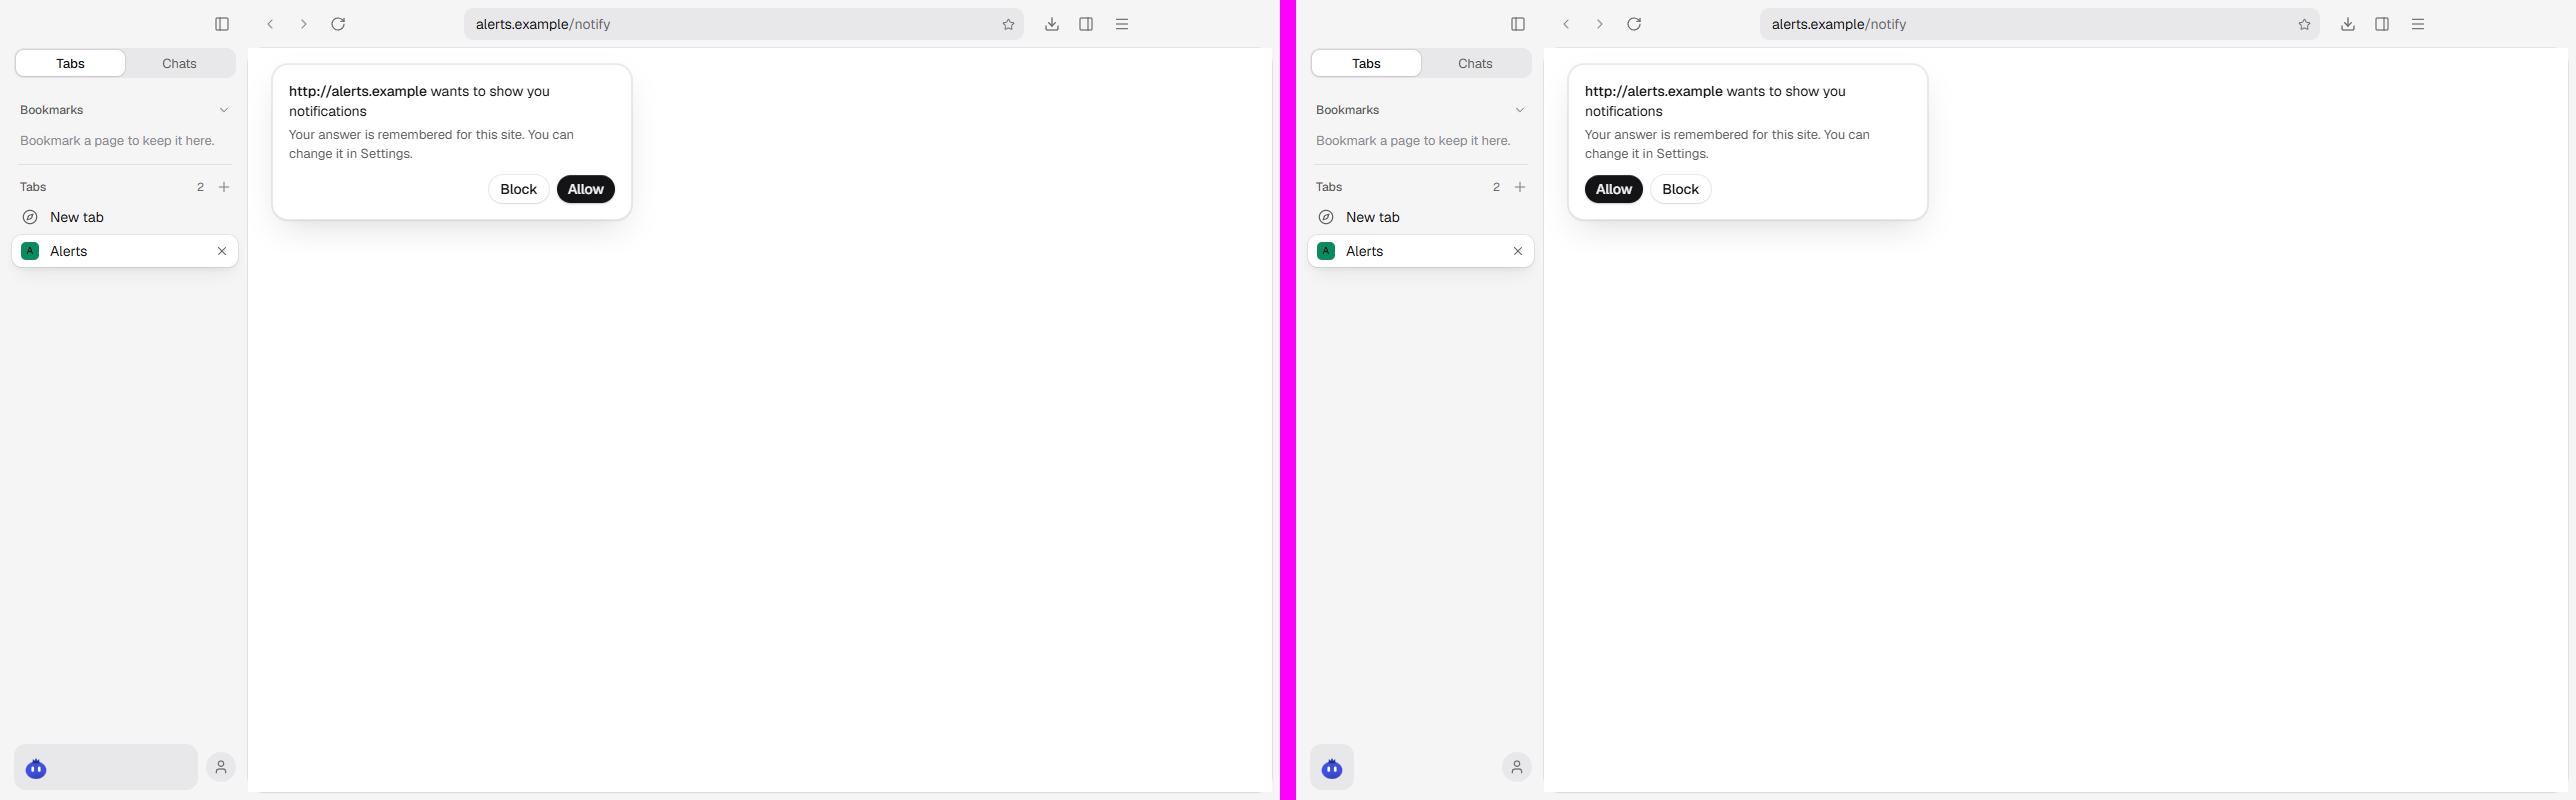 alerts.example/notify
Tabs
Chats
Bookmarks
Bookmark a page to keep it here.
Tabs 2
New tab
A Alerts
http://alerts.example wants to show you
notifications
Your answer is remembered for this site. You can
change it in Settings.
Block
Allow
alerts.example/notify
Tabs
Chats
Bookmarks
Bookmark a page to keep it here.
Tabs 2
New tab
A Alerts
http://alerts.example wants to show you
notifications
Your answer is remembered for this site. You can
change it in Settings.
Allow
Block